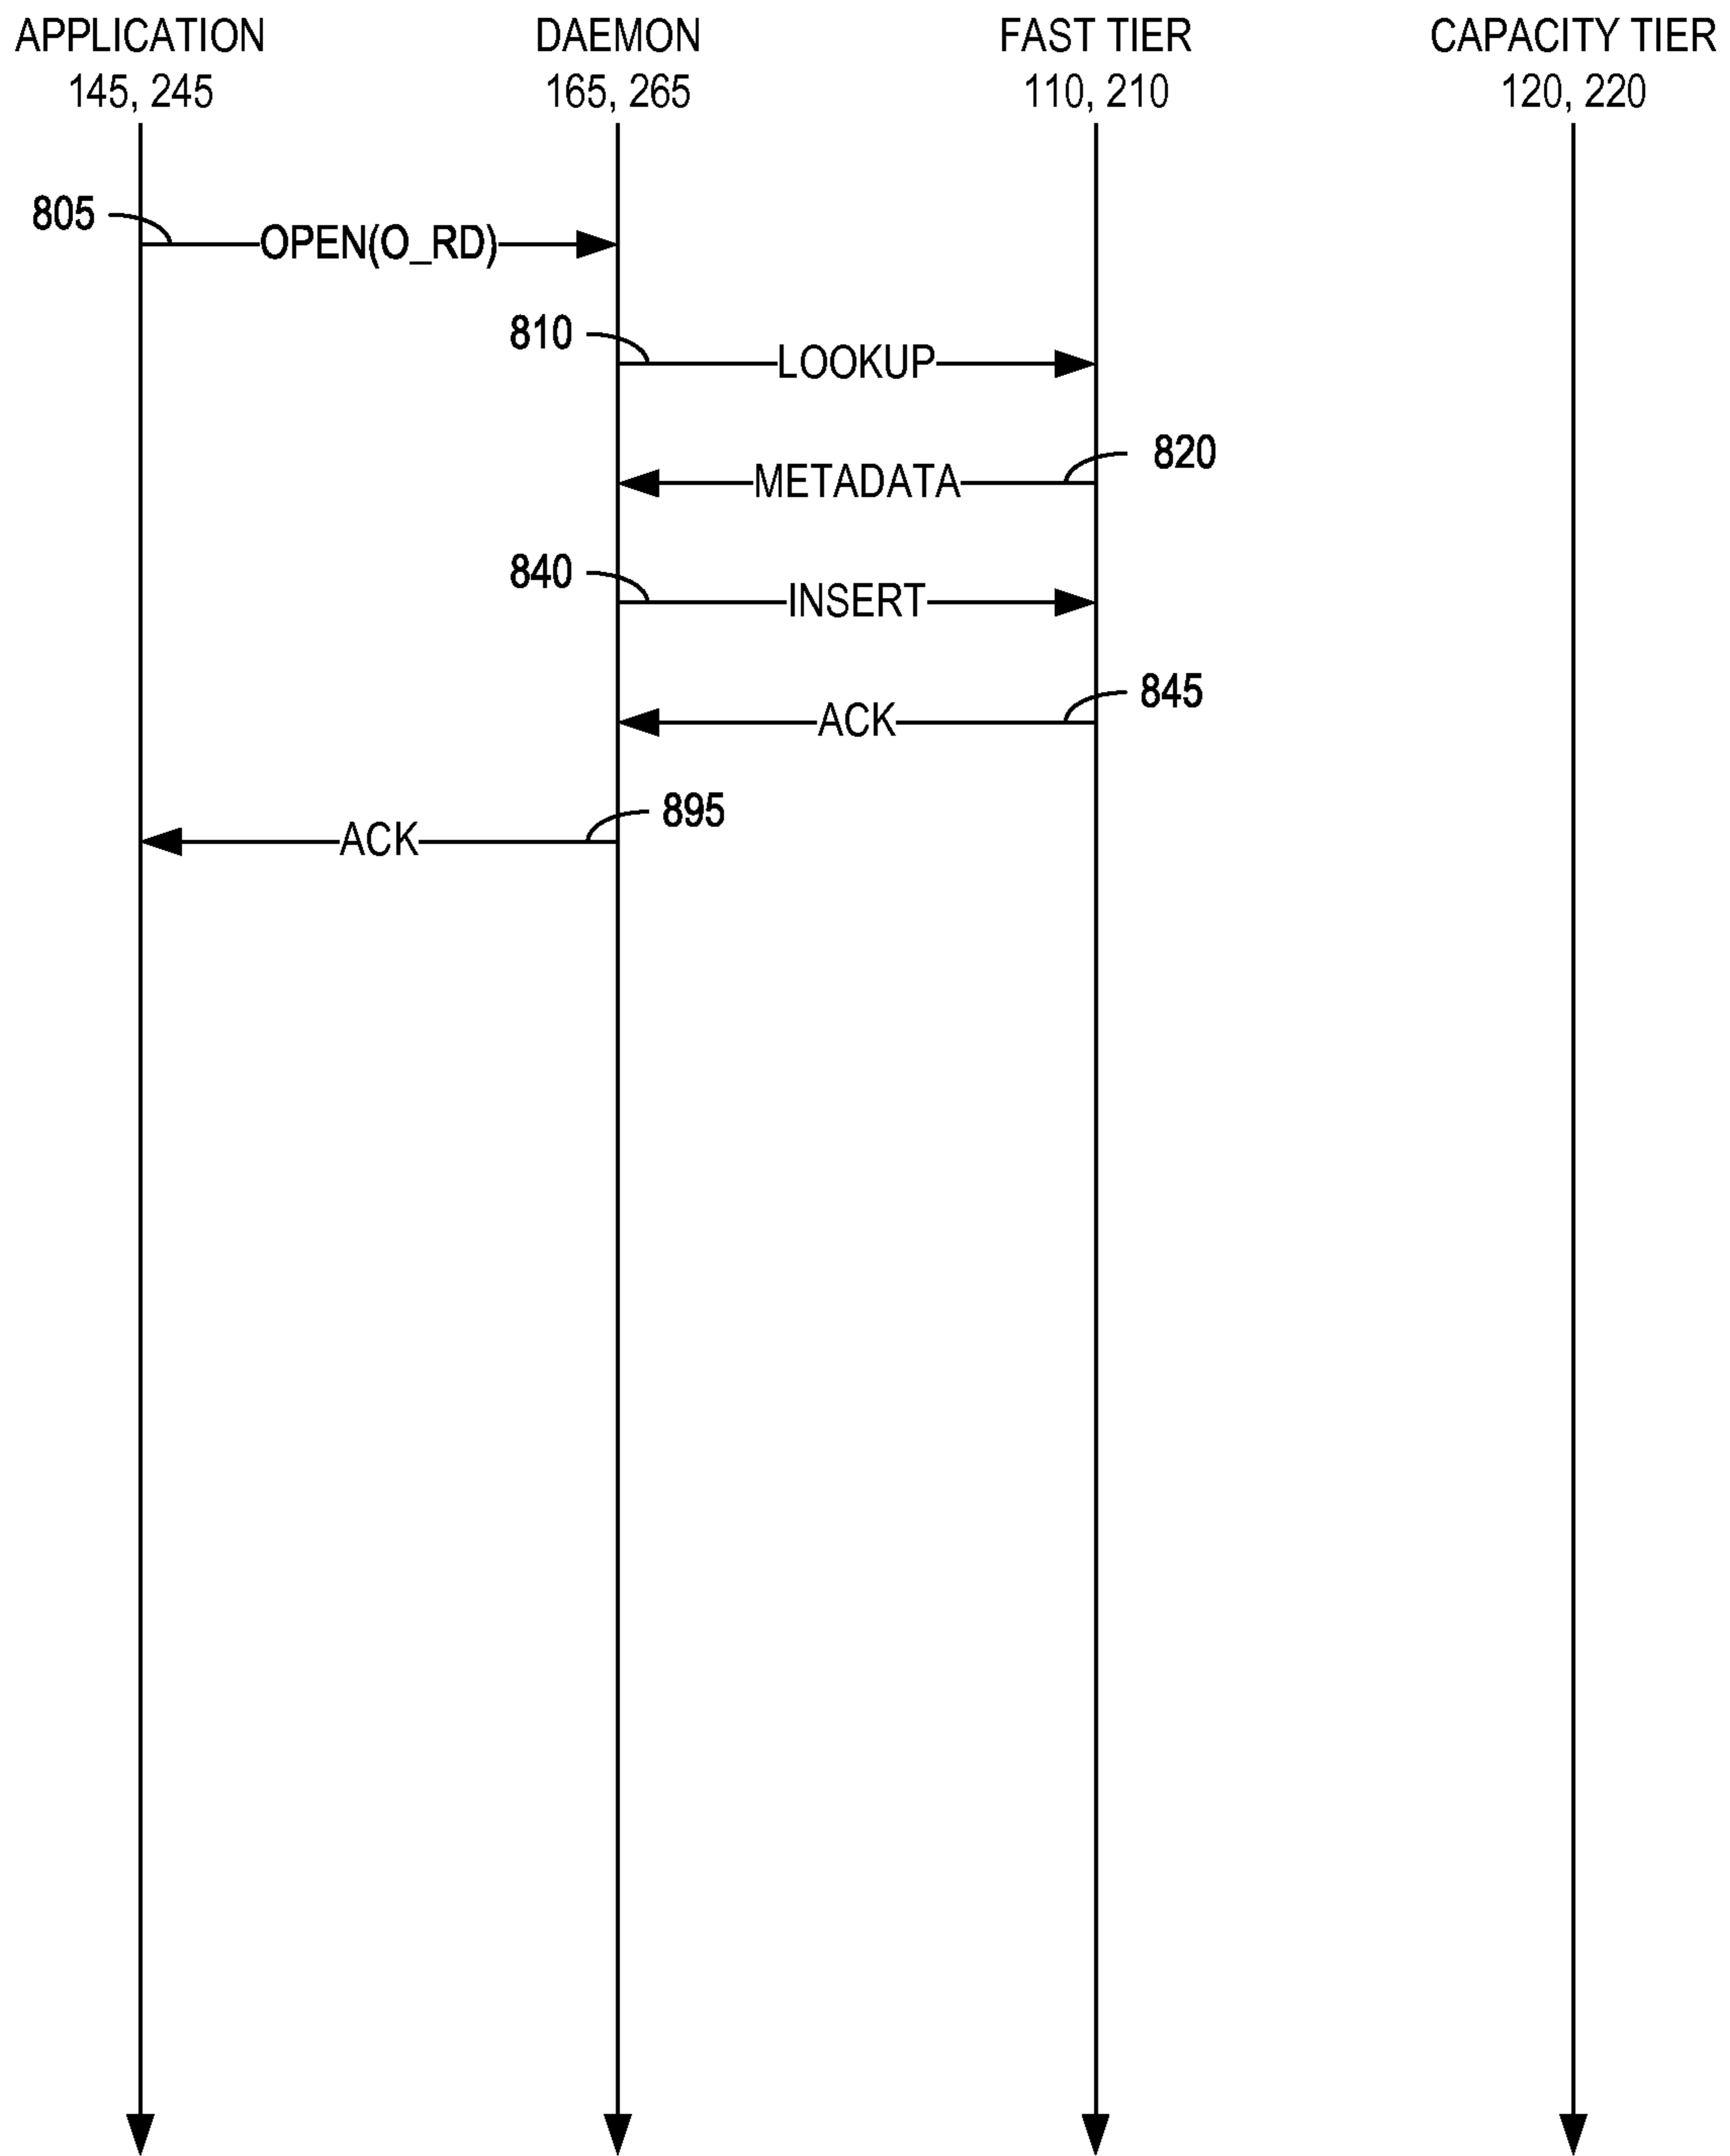 APPLICATION DAEMON FAST TIER CAPACITY TIER
145, 245 165, 265 110, 210 120, 220
805
OPEN(O_RD)
810
LOOKUP
820
METADATA
840
INSERT
845
ACK
895
ACK